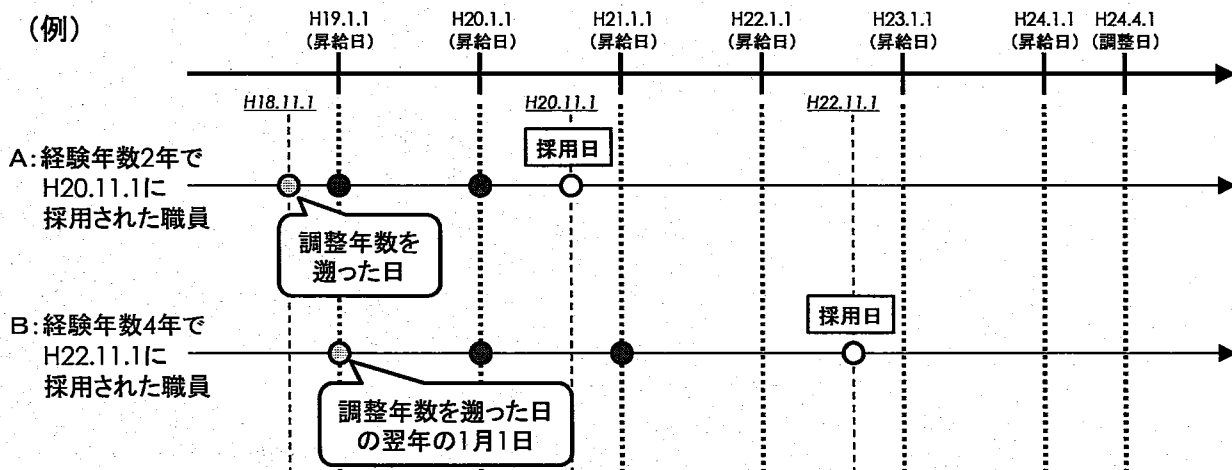 (例)
H19.1.1
(昇給日)
H20.1.1
(昇給日)
H21.1.1
(昇給日)
H22.1.1
(昇給日)
H23.1.1
(昇給日)
H24.1.1
(昇給日)
H24.4.1
(調整日)
H18.11.1
H20.11.1
H22.11.1
A:経験年数2年で
H20.11.1に
採用された職員
採用日
調整年数を
遡った日
B:経験年数4年で
H22.11.1に
採用された職員
採用日
調整年数を遡った日
の翌年の1月1日